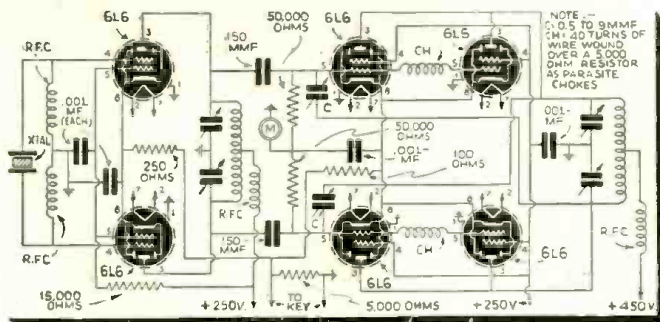 6L6
.150
MMF
50,000
OHMS
6L6
CH
6L6
NOTE :-
C=0.5 TO 9 MMF
CH=40 TURNS OF
WIRE WOUND
OVER A 5,000
OHM RESISTOR
AS PARASITE
CHOKES
R.F.C
.001
MF
(EACH)
XTAL
250
OHMS
M
C
50,000
OHMS
.001-
MF
100
OHMS
.001-
MF
R.F.C
C
R.F.C
R.F.C
150
MMF
CH
6L6
6L6
6L6
15,000
OHMS
+250V.
TO
KEY
5,000 OHMS
+250V.
+450V.